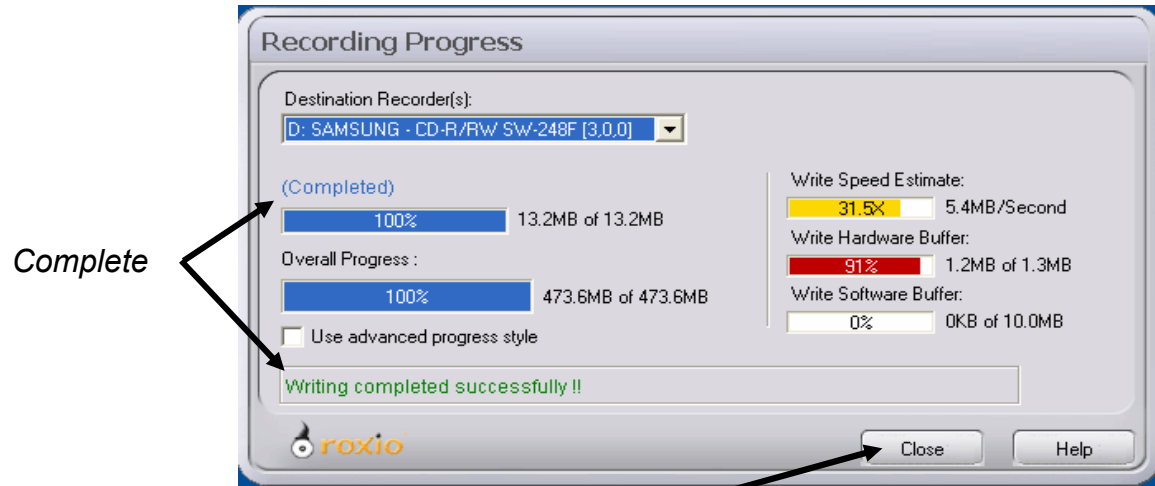 Recording Progress
Destination Recorder(s):
D: SAMSUNG - CD-R/RW SW-248F [3,0,0]
(Completed)
100% 13.2MB of 13.2MB
Overall Progress :
100% 473.6MB of 473.6MB
Use advanced progress style
Write Speed Estimate:
31.5X 5.4MB/Second
Write Hardware Buffer:
91% 1.2MB of 1.3MB
Write Software Buffer:
0% 0KB of 10.0MB
Complete
Writing completed successfully !!
roxio
Close
Help